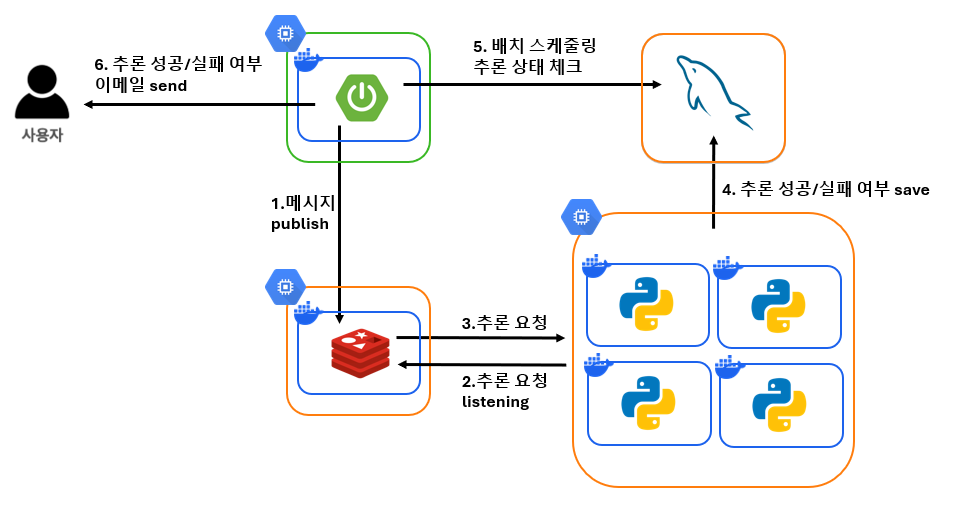 6. 추론 성공/실패 여부
이메일 send
5. 배치 스케줄링
추론 상태 체크
사용자
1.메시지
publish
4. 추론 성공/실패 여부 save
3.추론 요청
2.추론 요청
listening